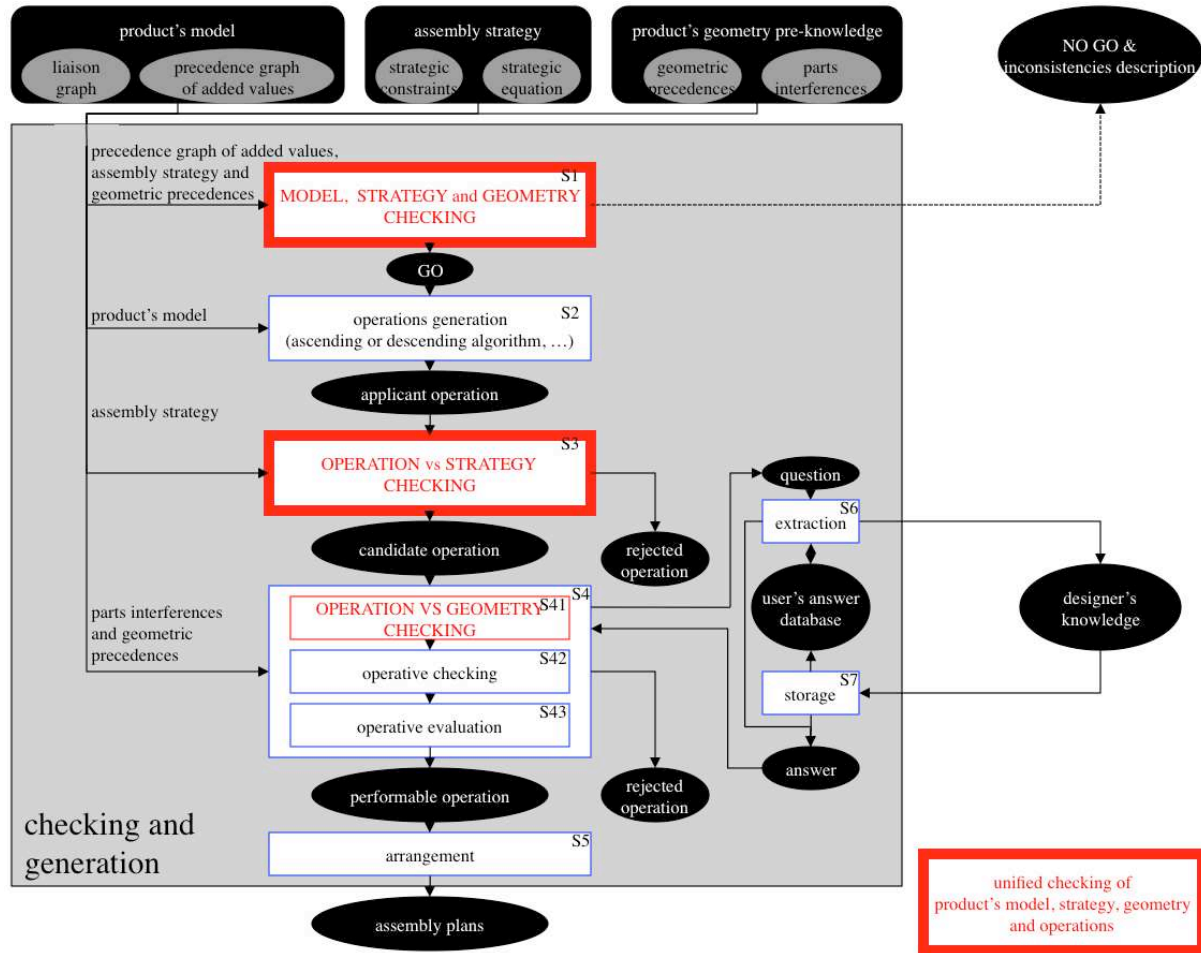 product's model
liaison
graph
precedence graph
of added values
assembly strategy
strategic
constraints
strategic
equation
product's geometry pre-knowledge
geometric
precedences
parts
interferences
NO GO &
inconsistencies description
precedence graph of added values,
assembly strategy and
geometric precedences
S1
MODEL, STRATEGY and GEOMETRY
CHECKING
GO
product's model
S2
operations generation
(ascending or descending algorithm, …)
applicant operation
assembly strategy
S3
OPERATION vs STRATEGY
CHECKING
question
S6
extraction
candidate operation
rejected
operation
user's answer
database
designer's
knowledge
parts interferences
and geometric
precedences
S4
S41
OPERATION VS GEOMETRY
CHECKING
S42
operative checking
S43
operative evaluation
S7
storage
answer
performable operation
rejected
operation
checking and
generation
S5
arrangement
assembly plans
unified checking of
product's model, strategy, geometry
and operations